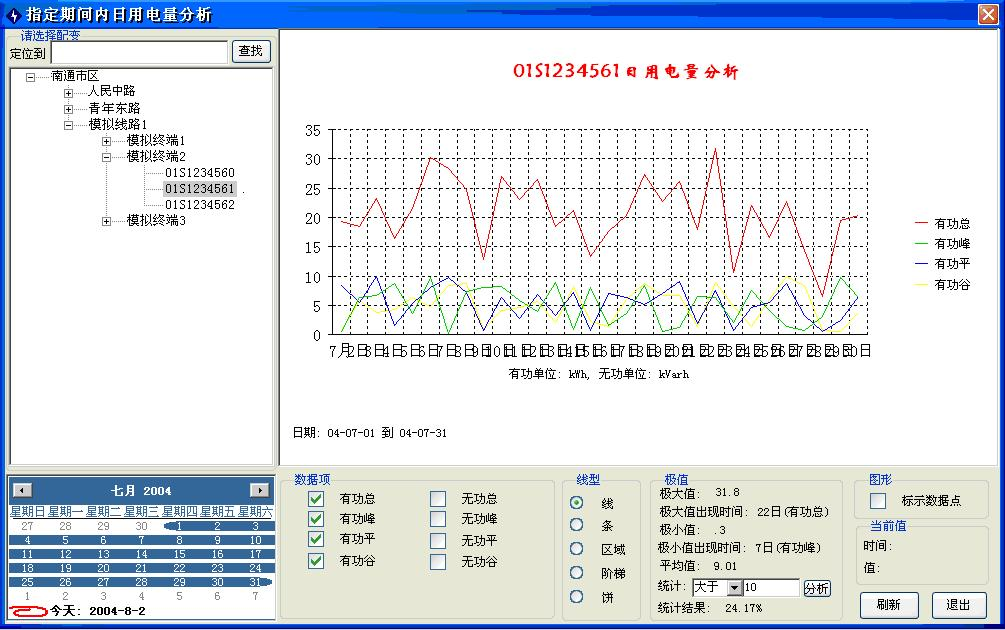 指定期间内日用电量分析
请选择配变
定位到 查找
南通市区
人民中路
青年东路
模拟线路1
模拟终端1
模拟终端2
01S1234560
01S1234561
01S1234562
模拟终端3
七月 2004
星期日 星期一 星期二 星期三 星期四 星期五 星期六
27 28 29 30 1 2 3
4 5 6 7 8 9 10
11 12 13 14 15 16 17
18 19 20 21 22 23 24
25 26 27 28 29 30 31
1 2 3 4 5 6 7
今天: 2004-8-2
01S1234561日用电量分析
35
30
25
20
15
10
5
0
有功总
有功峰
有功平
有功谷
有功单位: kWh, 无功单位: kVarh
日期: 04-07-01 到 04-07-31
数据项
有功总 无功总
有功峰 无功峰
有功平 无功平
有功谷 无功谷
线型
线
条
区域
阶梯
饼
极值
极大值: 31.8
极大值出现时间: 22日(有功总)
极小值: .3
极小值出现时间: 7日(有功峰)
平均值: 9.01
统计: 大于 10 分析
统计结果: 24.17%
图形
标示数据点
当前值
时间:
值:
刷新 退出